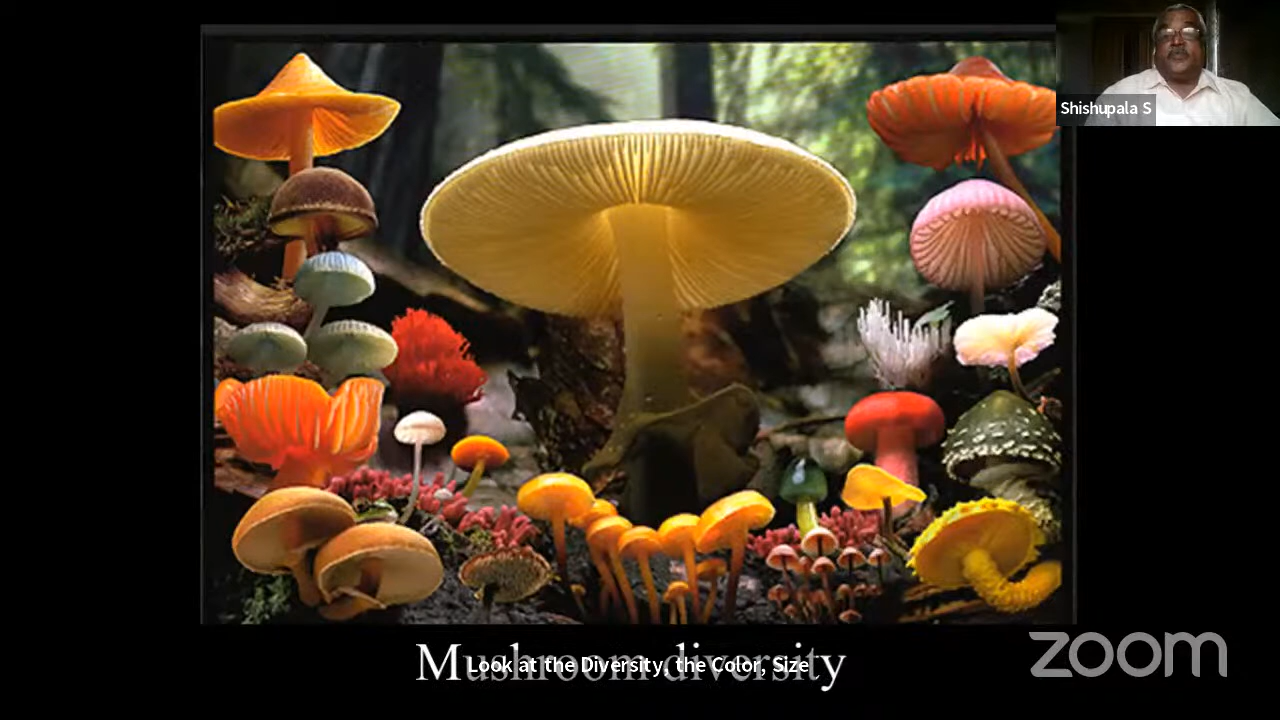 Shishupala S
Mushroom diversity
Look at the Diversity, the Color, Size
zoom